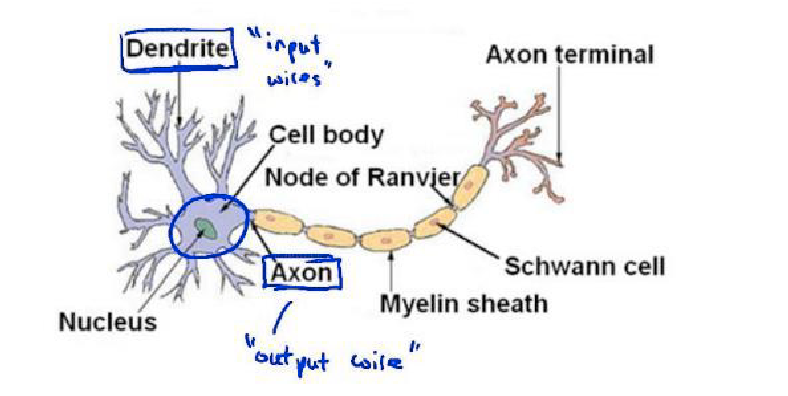 Dendrite
"input
wires"
Axon terminal
Cell body
Node of Ranvier
Axon
Schwann cell
Myelin sheath
Nucleus
"output wire"